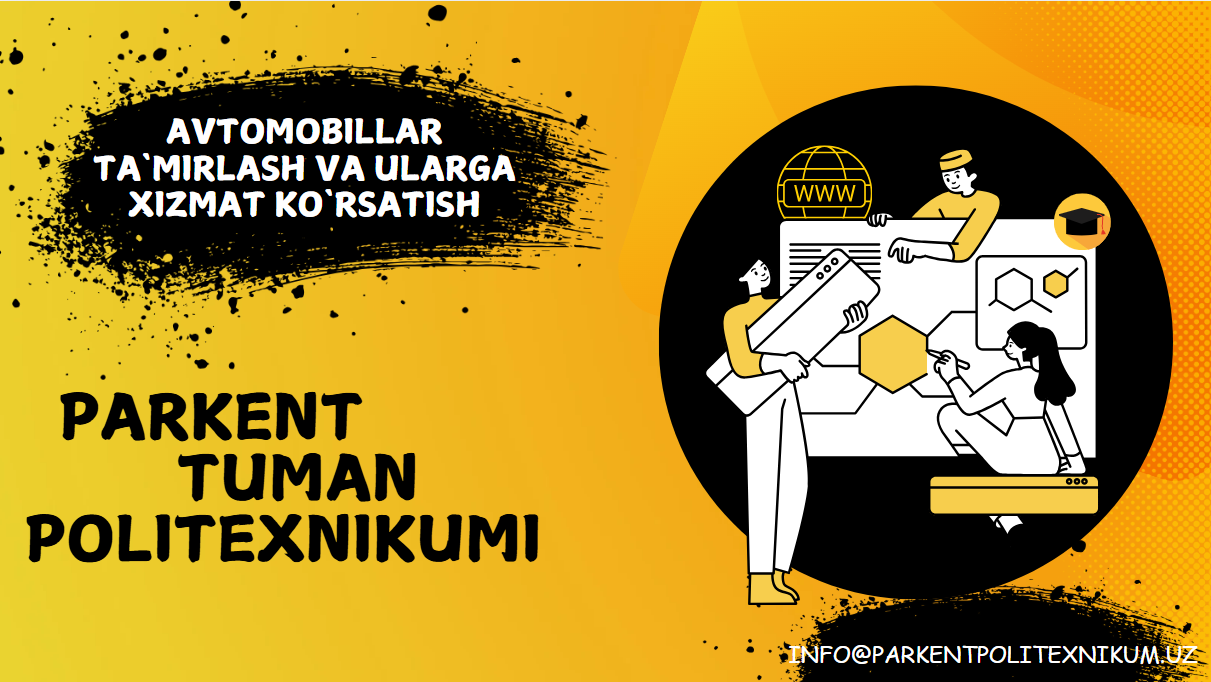 AVTOMOBILLAR
TA`MIRLASH VA ULARGA
XIZMAT KO`RSATISH
WWW
PARKENT
TUMAN
POLITEXNIKUMI
INFO@PARKENTPOLITEXNIKUM.UZ